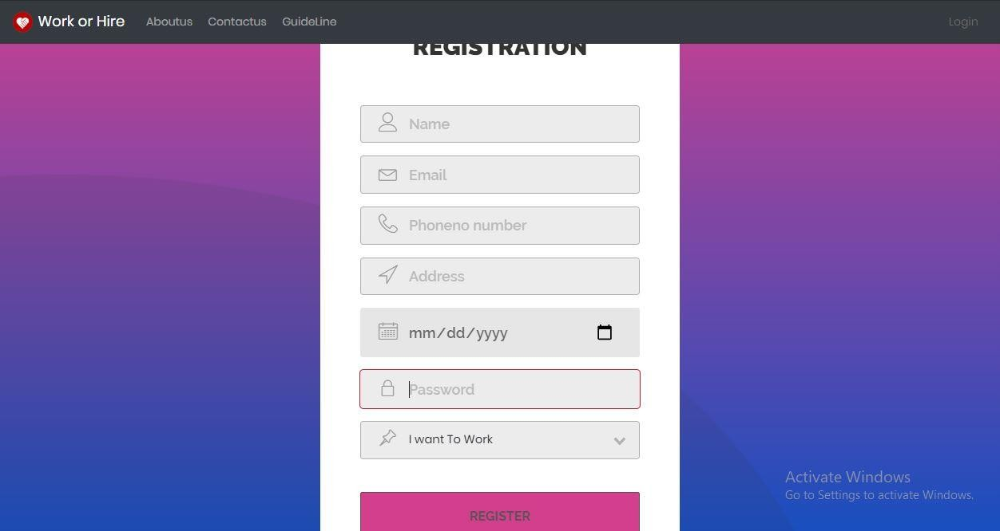 Work or Hire Aboutus Contactus GuideLine Login
REGISTRATION
Name
Email
Phoneno number
Address
mm/dd/yyyy
Password
I want To Work
Activate Windows
Go to Settings to activate Windows.
REGISTER